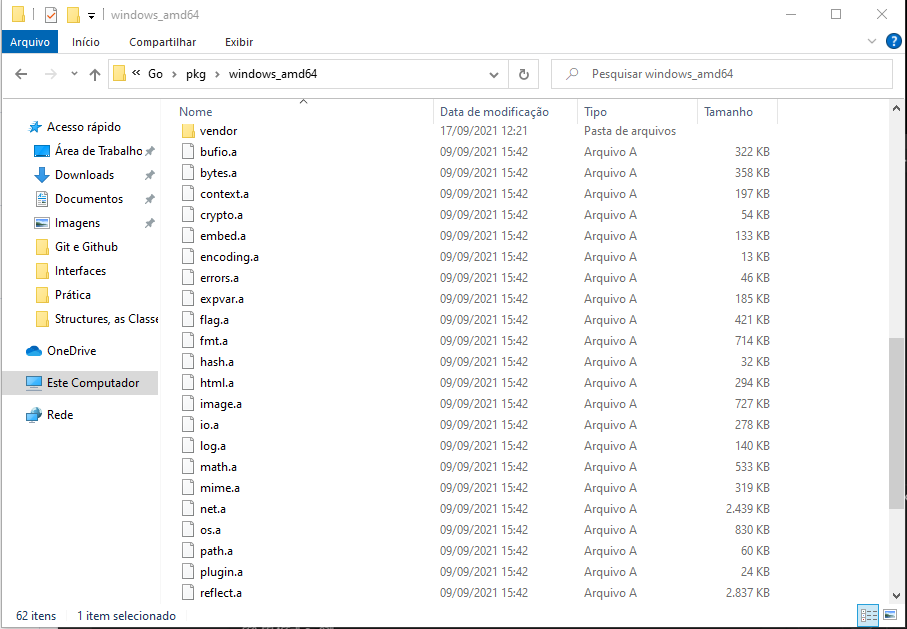 windows_amd64
Arquivo Início Compartilhar Exibir
« Go › pkg › windows_amd64
Pesquisar windows_amd64
Acesso rápido
Área de Trabalho
Downloads
Documentos
Imagens
Git e Github
Interfaces
Prática
Structures, as Classe
OneDrive
Este Computador
Rede
Nome Data de modificação Tipo Tamanho
vendor 17/09/2021 12:21 Pasta de arquivos
bufio.a 09/09/2021 15:42 Arquivo A 322 KB
bytes.a 09/09/2021 15:42 Arquivo A 358 KB
context.a 09/09/2021 15:42 Arquivo A 197 KB
crypto.a 09/09/2021 15:42 Arquivo A 54 KB
embed.a 09/09/2021 15:42 Arquivo A 133 KB
encoding.a 09/09/2021 15:42 Arquivo A 13 KB
errors.a 09/09/2021 15:42 Arquivo A 46 KB
expvar.a 09/09/2021 15:42 Arquivo A 185 KB
flag.a 09/09/2021 15:42 Arquivo A 421 KB
fmt.a 09/09/2021 15:42 Arquivo A 714 KB
hash.a 09/09/2021 15:42 Arquivo A 32 KB
html.a 09/09/2021 15:42 Arquivo A 294 KB
image.a 09/09/2021 15:42 Arquivo A 727 KB
io.a 09/09/2021 15:42 Arquivo A 278 KB
log.a 09/09/2021 15:42 Arquivo A 140 KB
math.a 09/09/2021 15:42 Arquivo A 533 KB
mime.a 09/09/2021 15:42 Arquivo A 319 KB
net.a 09/09/2021 15:42 Arquivo A 2.439 KB
os.a 09/09/2021 15:42 Arquivo A 830 KB
path.a 09/09/2021 15:42 Arquivo A 60 KB
plugin.a 09/09/2021 15:42 Arquivo A 24 KB
reflect.a 09/09/2021 15:42 Arquivo A 2.837 KB
62 itens 1 item selecionado